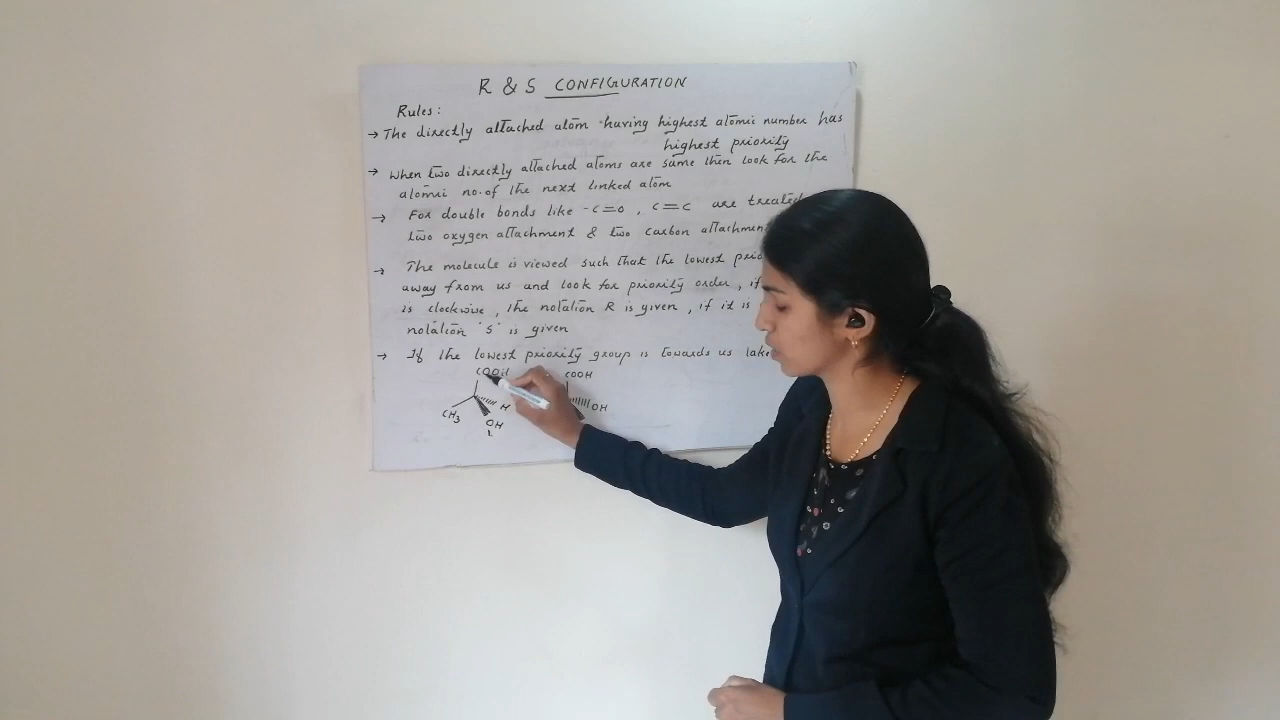 R & S CONFIGURATION
Rules:
→ The directly attached atom having highest atomic number has
highest priority
→ When two directly attached atoms are same then look for the
atomic no. of the next linked atom
→ For double bonds like -C=O, C=C are treated
two oxygen attachment & two carbon attachmen
→ The molecule is viewed such that the lowest prio
away from us and look for priority order, if
is clockwise, the notation R is given, if it is
notation 'S' is given
→ If the lowest priority group is towards us take
COOH COOH
H OH
CH3 OH
1